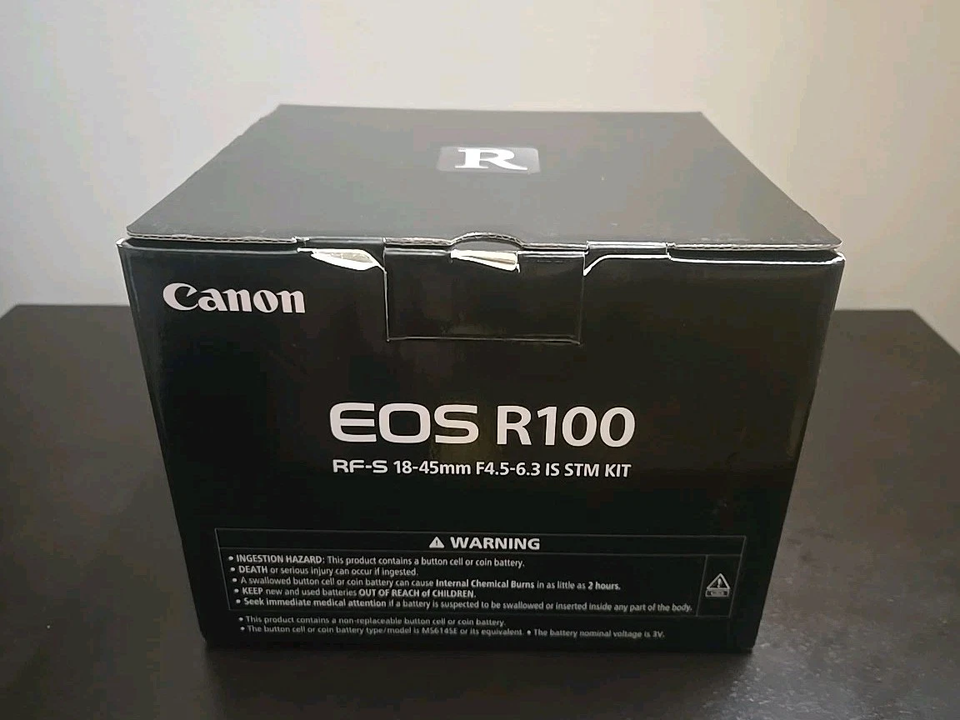 R
Canon
EOS R100
RF-S 18-45mm F4.5-6.3 IS STM KIT
⚠ WARNING
• INGESTION HAZARD: This product contains a button cell or coin battery.
• DEATH or serious injury can occur if ingested.
• A swallowed button cell or coin battery can cause Internal Chemical Burns in as little as 2 hours.
• KEEP new and used batteries OUT OF REACH of CHILDREN.
• Seek immediate medical attention if a battery is suspected to be swallowed or inserted inside any part of the body.
• This product contains a non-replaceable button cell or coin battery.
• The button cell or coin battery type/model is MS614SE or its equivalent. • The battery nominal voltage is 3V.